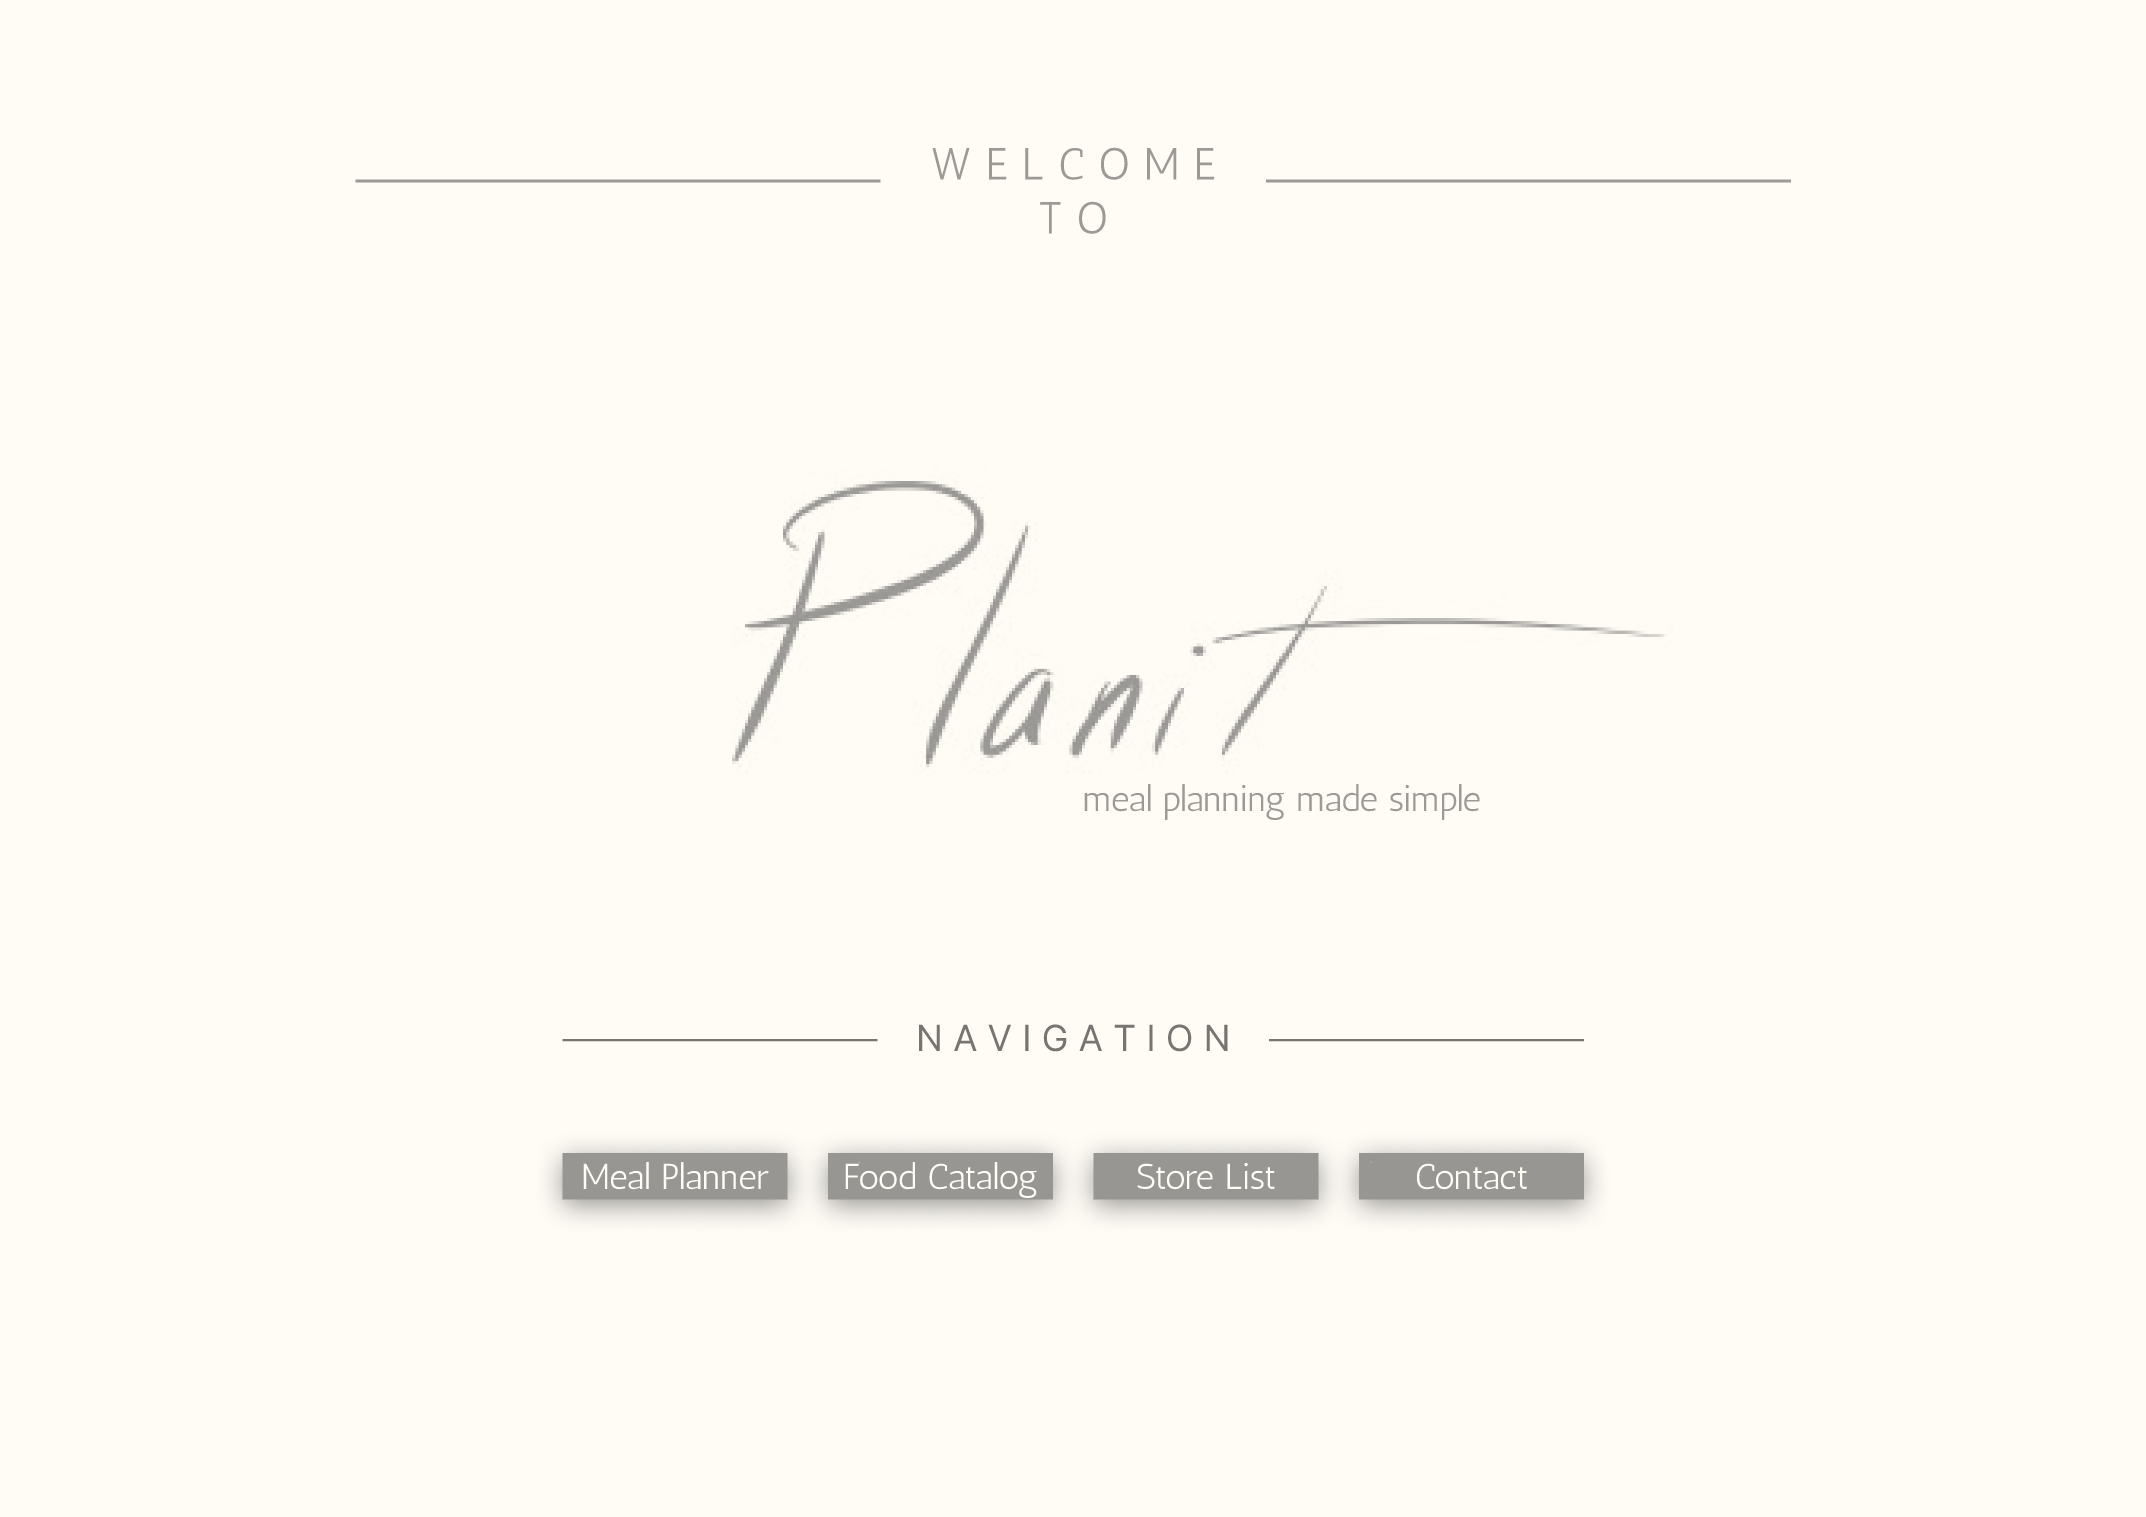 WELCOME
TO
Planit
meal planning made simple
NAVIGATION
Meal Planner Food Catalog Store List Contact